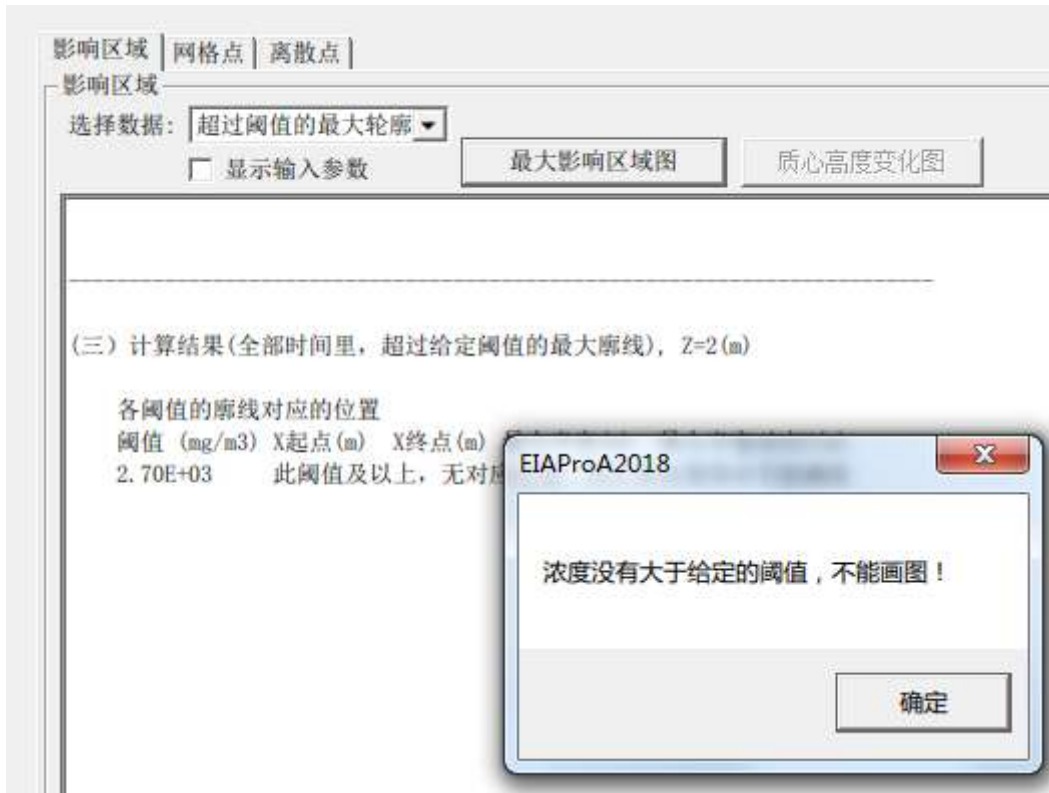 影响区域 网格点 离散点
影响区域
选择数据: 超过阈值的最大轮廓
显示输入参数 最大影响区域图 质心高度变化图
(三)计算结果(全部时间里,超过给定阈值的最大廓线), Z=2(m)
各阈值的廓线对应的位置
阈值 (mg/m3) X起点(m) X终点(m)
2.70E+03 此阈值及以上,无对应
EIAProA2018
浓度没有大于给定的阈值,不能画图!
确定